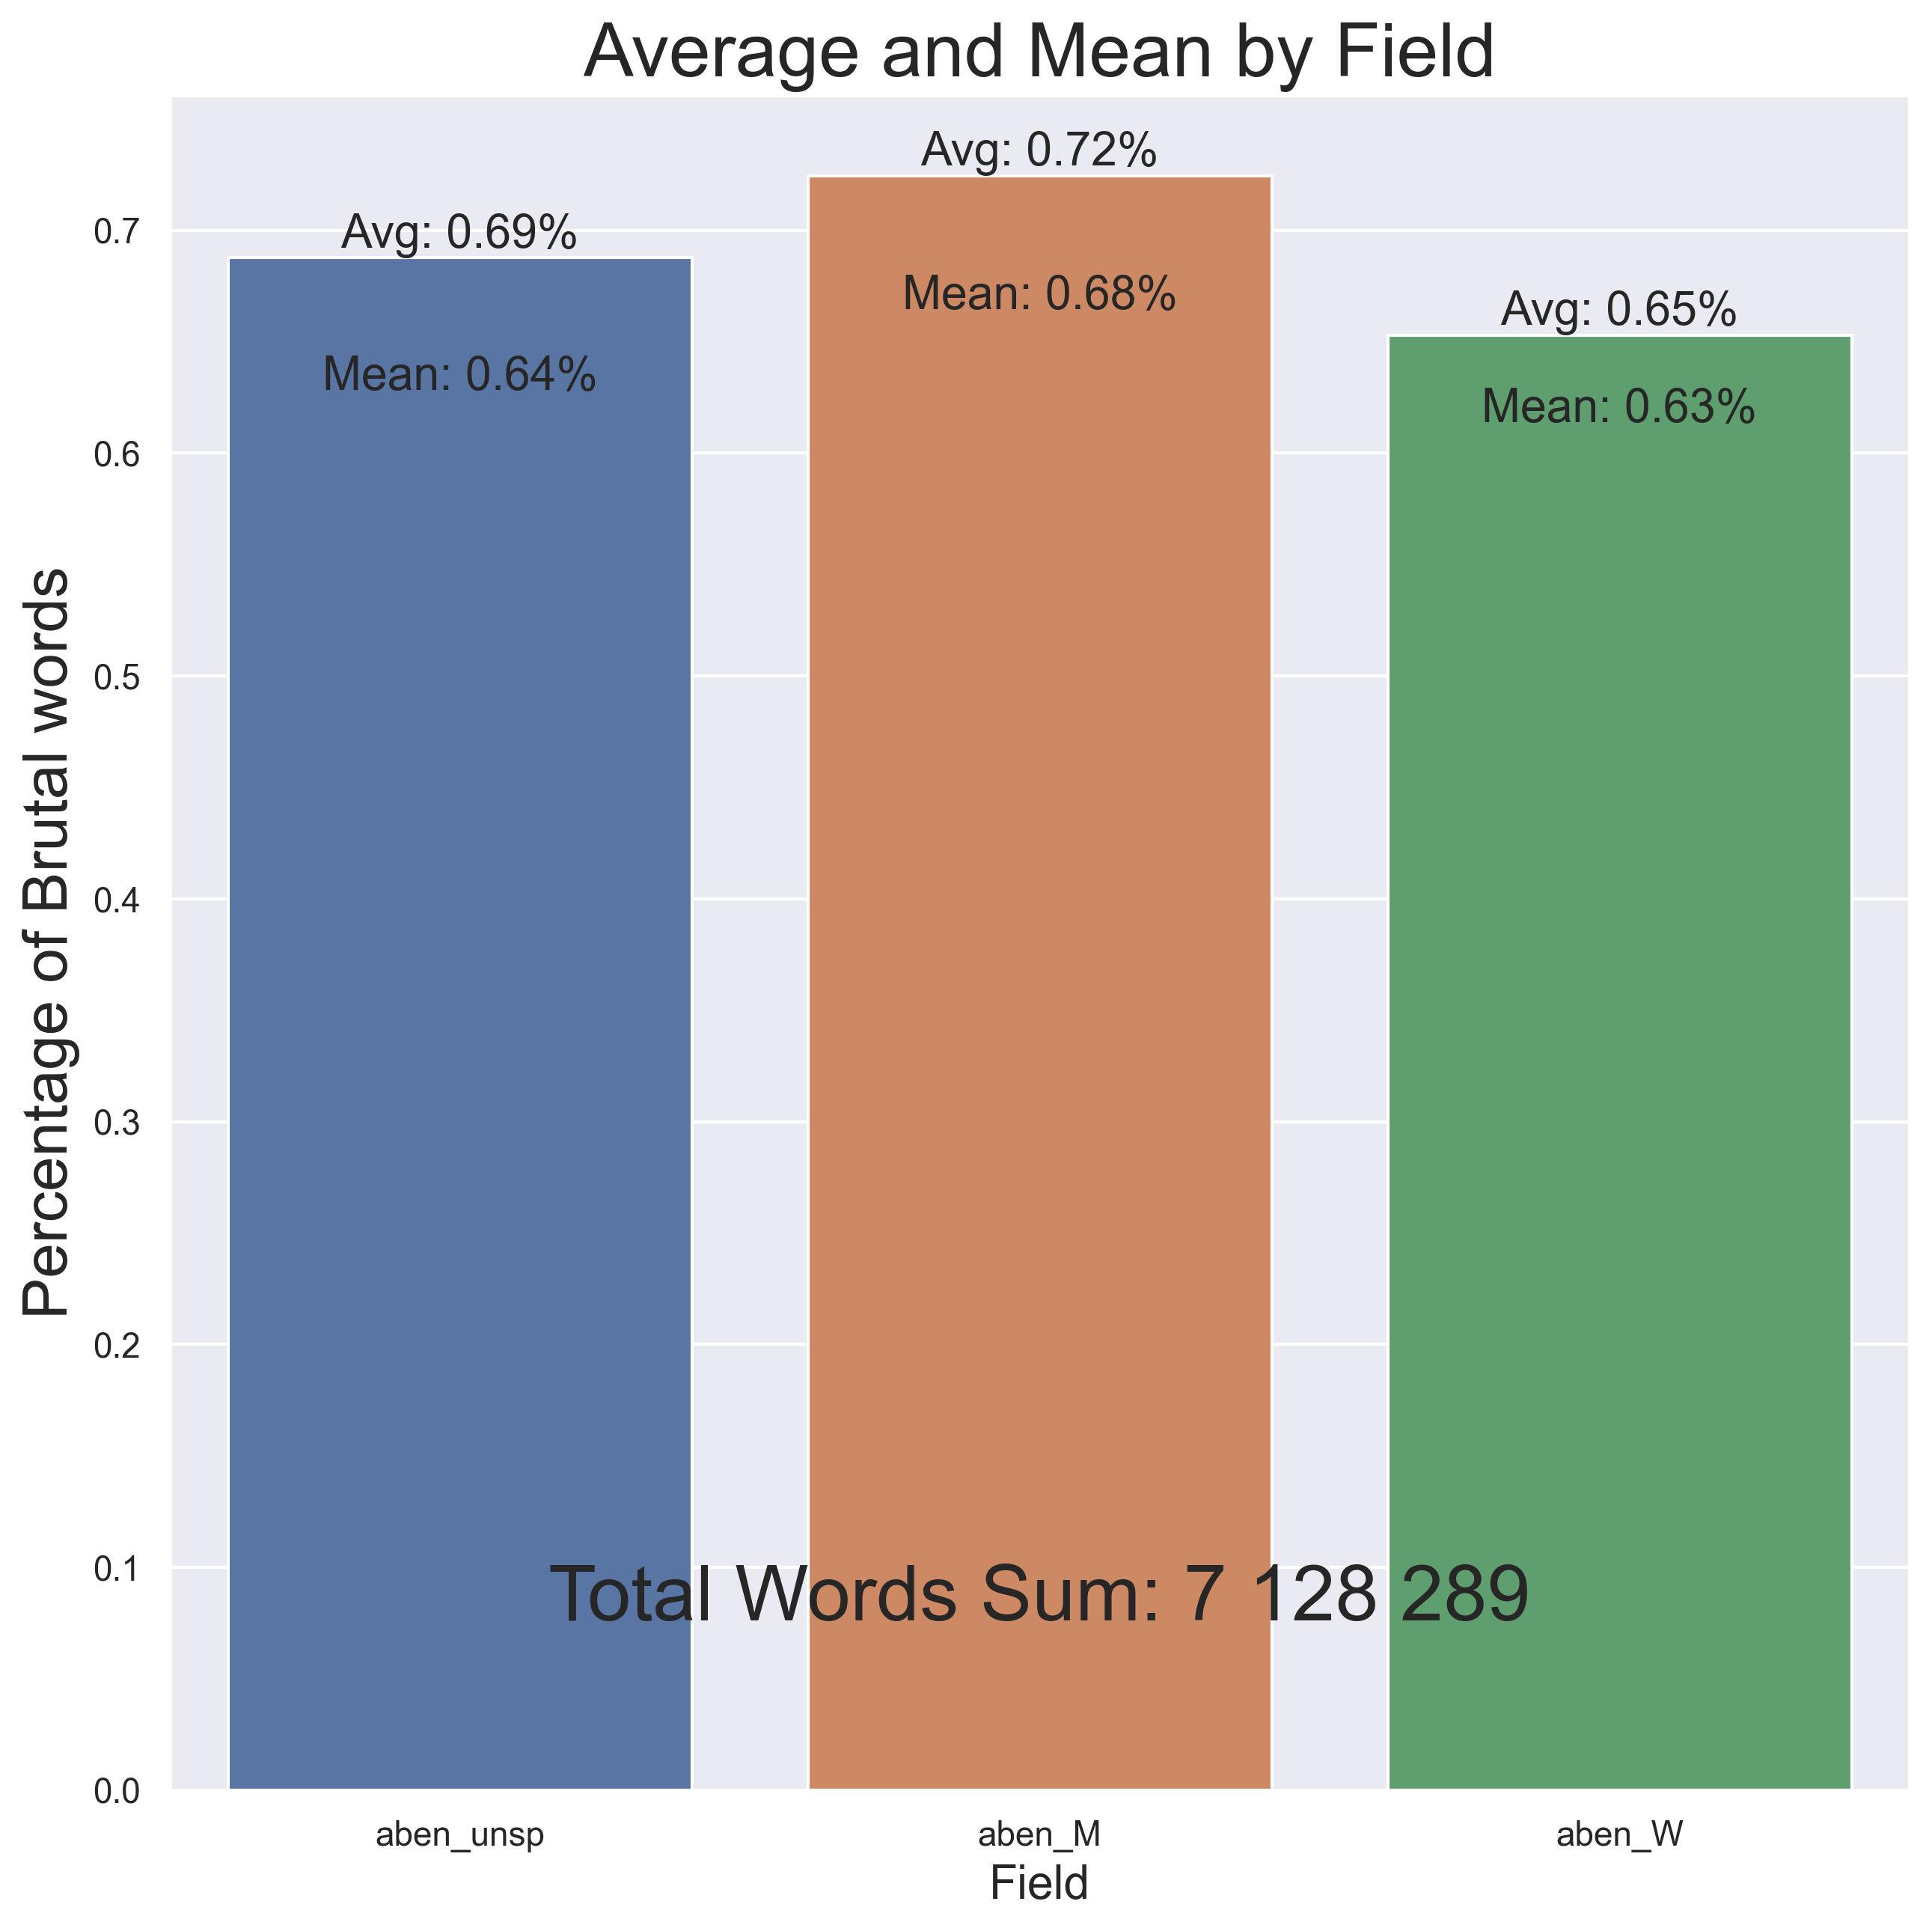 Average and Mean by Field
Percentage of Brutal words
0.7
0.6
0.5
0.4
0.3
0.2
0.1
0.0
Avg: 0.69%
Mean: 0.64%
Avg: 0.72%
Mean: 0.68%
Avg: 0.65%
Mean: 0.63%
Total Words Sum: 7 128 289
aben_unsp
aben_M
aben_W
Field